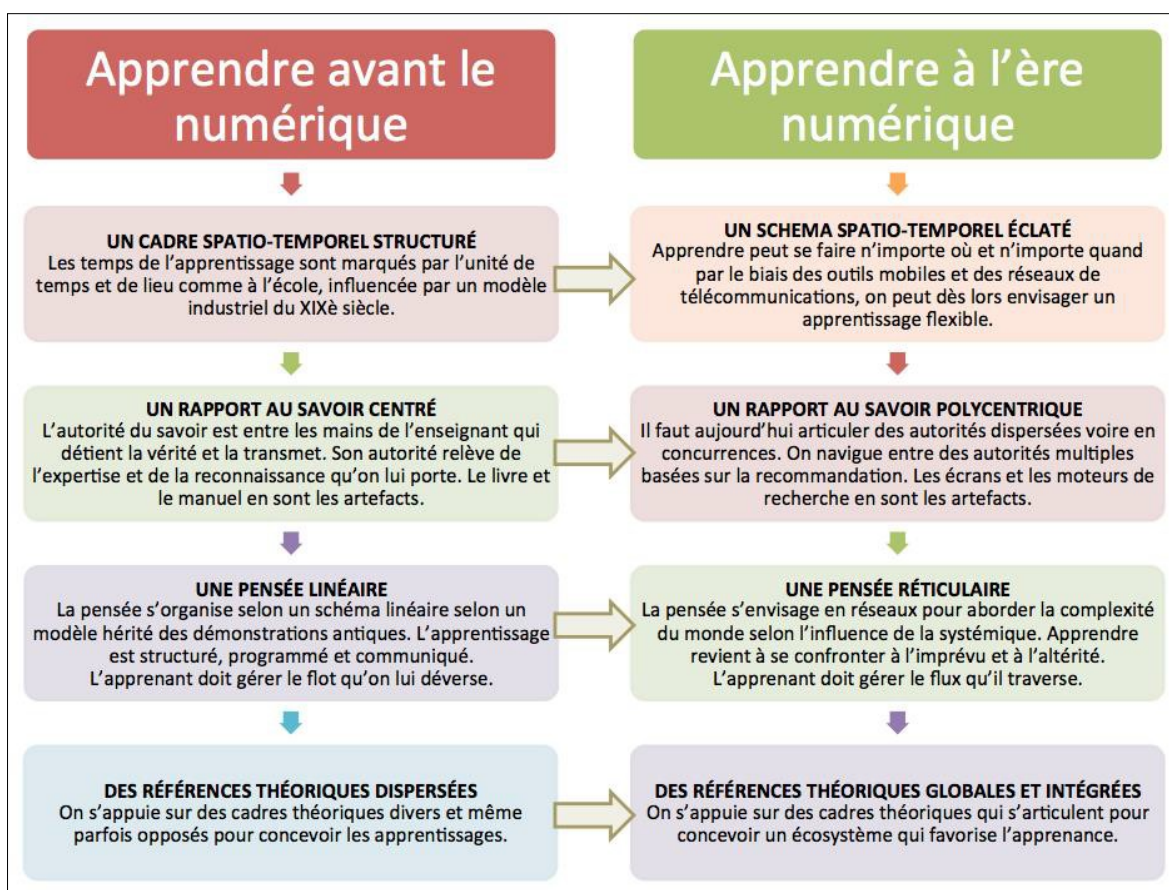 Apprendre avant le
numérique
UN CADRE SPATIO-TEMPOREL STRUCTURÉ
Les temps de l'apprentissage sont marqués par l'unité de
temps et de lieu comme à l'école, influencée par un modèle
industriel du XIXè siècle.
UN RAPPORT AU SAVOIR CENTRÉ
L'autorité du savoir est entre les mains de l'enseignant qui
détient la vérité et la transmet. Son autorité relève de
l'expertise et de la reconnaissance qu'on lui porte. Le livre et
le manuel en sont les artefacts.
UNE PENSÉE LINÉAIRE
La pensée s'organise selon un schéma linéaire selon un
modèle hérité des démonstrations antiques. L'apprentissage
est structuré, programmé et communiqué.
L'apprenant doit gérer le flot qu'on lui déverse.
DES RÉFÉRENCES THÉORIQUES DISPERSÉES
On s'appuie sur des cadres théoriques divers et même
parfois opposés pour concevoir les apprentissages.
Apprendre à l'ère
numérique
UN SCHEMA SPATIO-TEMPOREL ÉCLATÉ
Apprendre peut se faire n'importe où et n'importe quand
par le biais des outils mobiles et des réseaux de
télécommunications, on peut dès lors envisager un
apprentissage flexible.
UN RAPPORT AU SAVOIR POLYCENTRIQUE
Il faut aujourd'hui articuler des autorités dispersées voire en
concurrences. On navigue entre des autorités multiples
basées sur la recommandation. Les écrans et les moteurs de
recherche en sont les artefacts.
UNE PENSÉE RÉTICULAIRE
La pensée s'envisage en réseaux pour aborder la complexité
du monde selon l'influence de la systémique. Apprendre
revient à se confronter à l'imprévu et à l'altérité.
L'apprenant doit gérer le flux qu'il traverse.
DES RÉFÉRENCES THÉORIQUES GLOBALES ET INTÉGRÉES
On s'appuie sur des cadres théoriques qui s'articulent pour
concevoir un écosystème qui favorise l'apprenance.